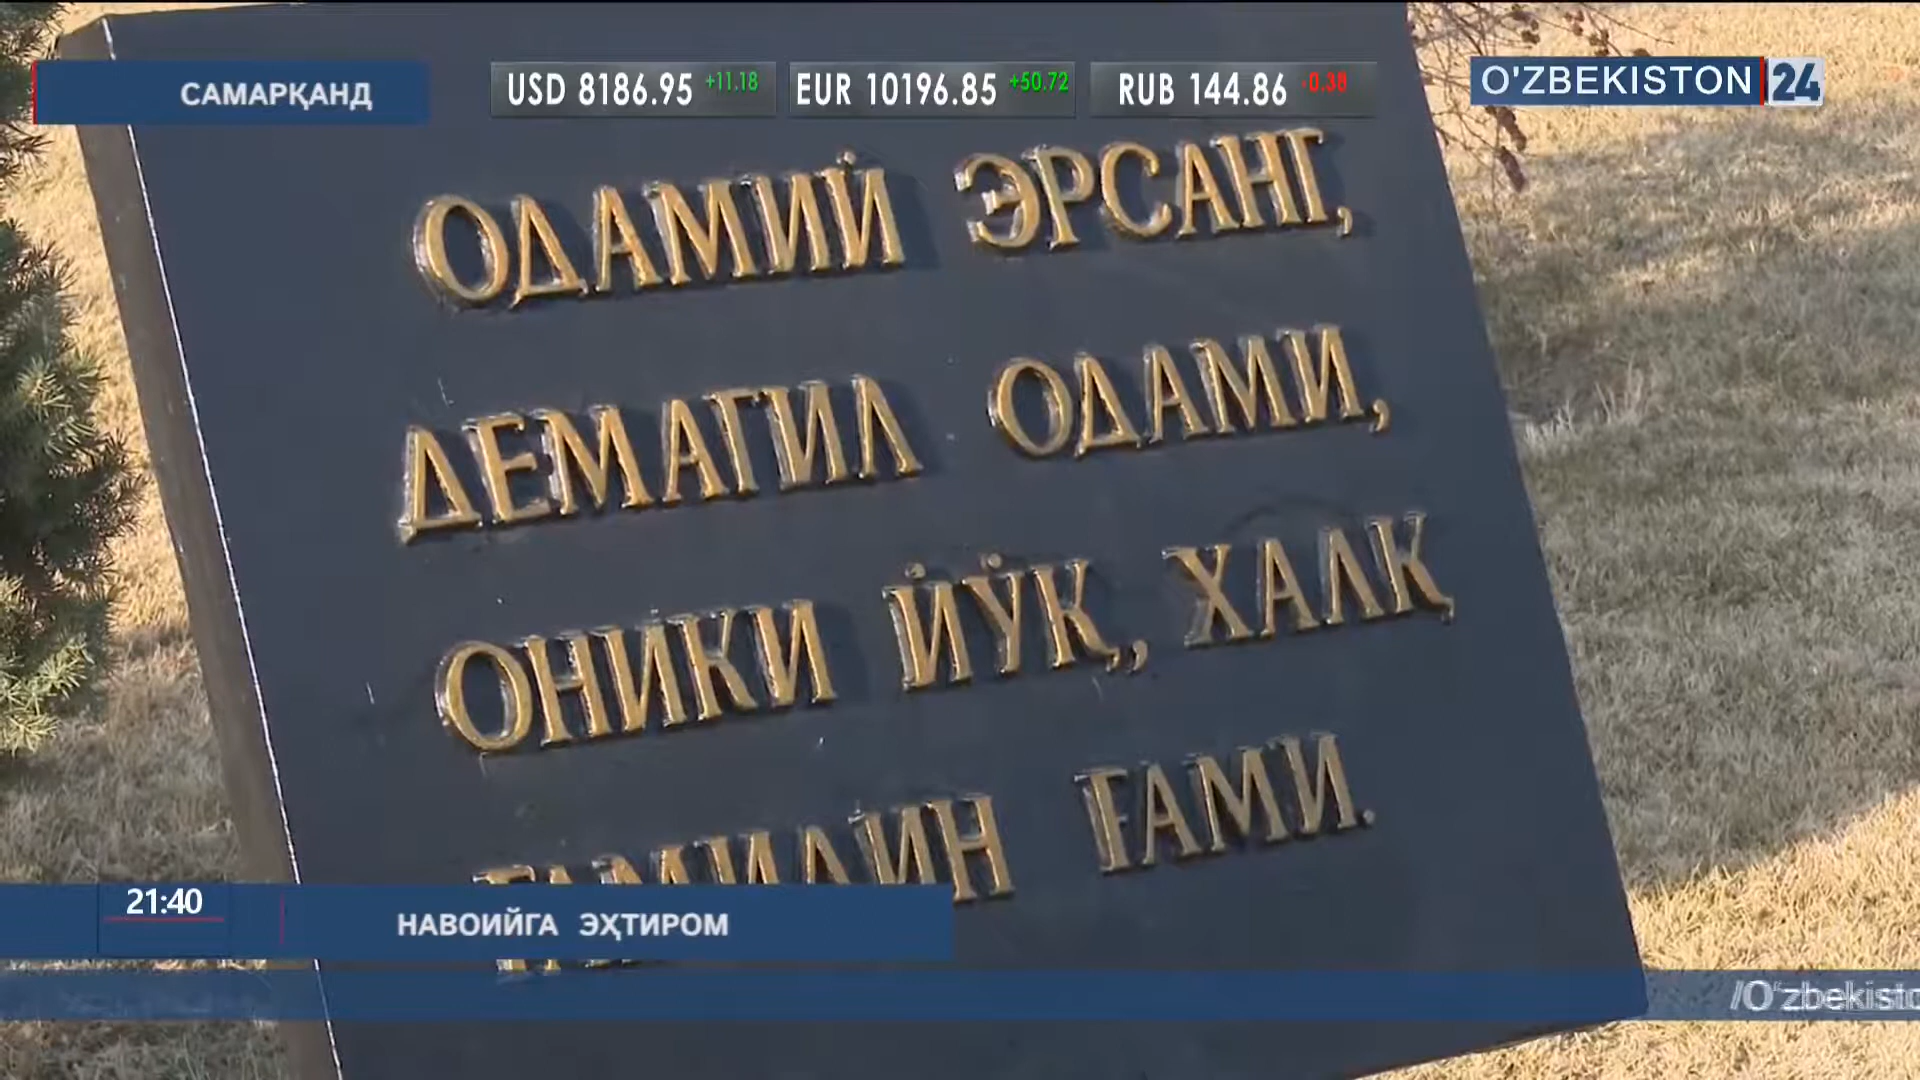 САМАРҚАНД
USD 8186.95 +11.18
EUR 10196.85 +50.72
RUB 144.86 -0.38
O'ZBEKISTON 24
ОДАМИЙ ЭРСАНГ,
ДЕМАГИЛ ОДАМИ,
ОНИКИ ЙЎҚ, ХАЛҚ
ҒАМИ.
21:40
НАВОИЙГА ЭҲТИРОМ